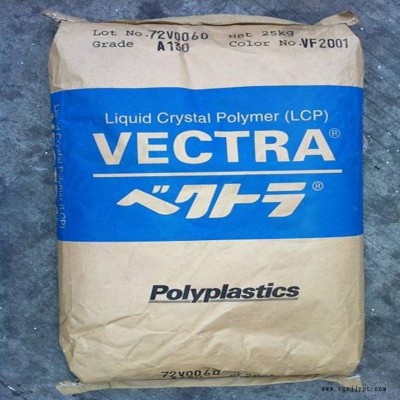 Lot No. 72V0060 Net 25kg
Grade A130 Color No. VF2001
Liquid Crystal Polymer (LCP)
VECTRA®
ベクトラ®
Polyplastics
72V0060